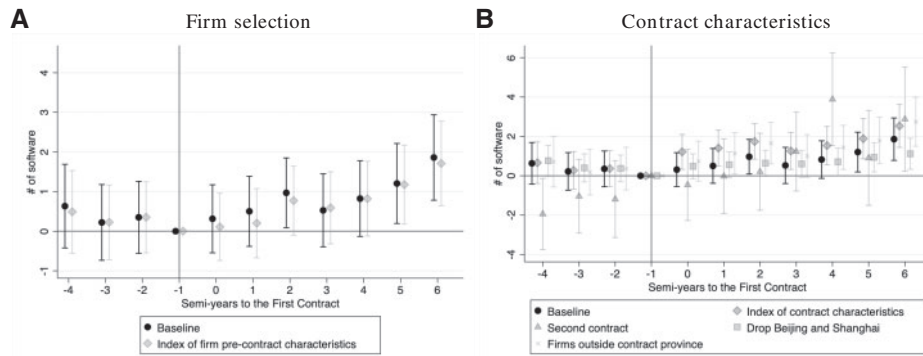 A Firm selection
# of software
4
3
2
1
0
-1
-4 -3 -2 -1 0 1 2 3 4 5 6
Semi-years to the First Contract
Baseline
Index of firm pre-contract characteristics
B Contract characteristics
# of software
6
4
2
0
-2
-4
-4 -3 -2 -1 0 1 2 3 4 5 6
Semi-years to the First Contract
Baseline Index of contract characteristics
Second contract Drop Beijing and Shanghai
Firms outside contract province